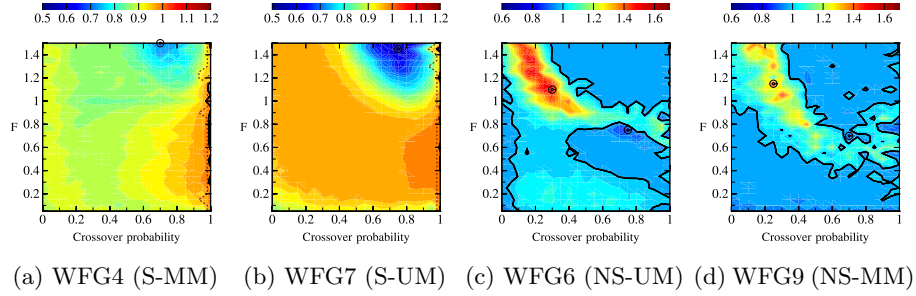 0.5 0.6 0.7 0.8 0.9 1 1.1 1.2
0.5 0.6 0.7 0.8 0.9 1 1.1 1.2
0.6 0.8 1 1.2 1.4 1.6
0.6 0.8 1 1.2 1.4 1.6
1.4
1.2
1
F
0.8
0.6
0.4
0.2
0 0.2 0.4 0.6 0.8 1
Crossover probability
1.4
1.2
1
F
0.8
0.6
0.4
0.2
0 0.2 0.4 0.6 0.8 1
Crossover probability
1.4
1.2
1
F
0.8
0.6
0.4
0.2
0 0.2 0.4 0.6 0.8 1
Crossover probability
1.4
1.2
1
F
0.8
0.6
0.4
0.2
0 0.2 0.4 0.6 0.8 1
Crossover probability
(a) WFG4 (S-MM)
(b) WFG7 (S-UM)
(c) WFG6 (NS-UM)
(d) WFG9 (NS-MM)